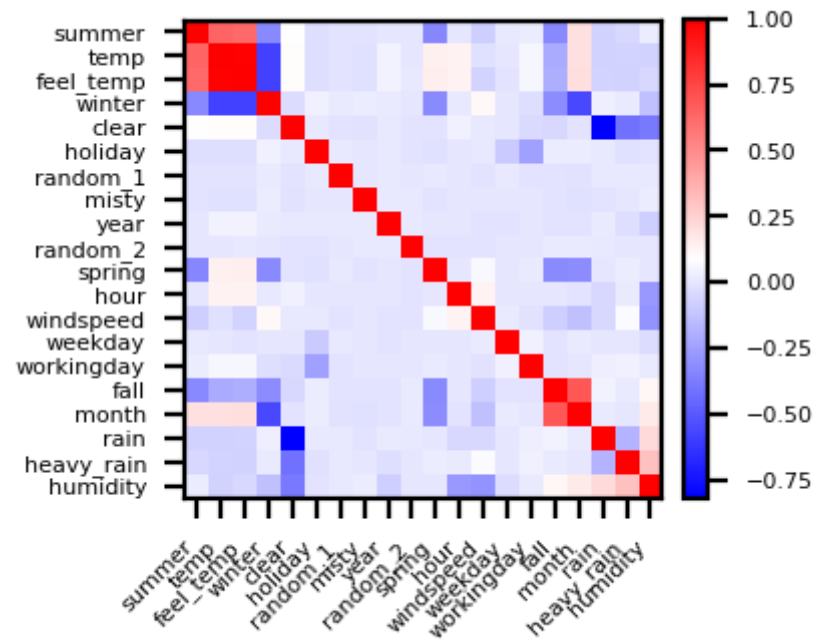 summer
temp
feel_temp
winter
clear
holiday
random_1
misty
year
random_2
spring
hour
windspeed
weekday
workingday
fall
month
rain
heavy_rain
humidity
1.00
0.75
0.50
0.25
0.00
−0.25
−0.50
−0.75
summer
temp
feel_temp
winter
clear
holiday
random_1
misty
year
random_2
spring
hour
windspeed
weekday
workingday
fall
month
rain
heavy_rain
humidity